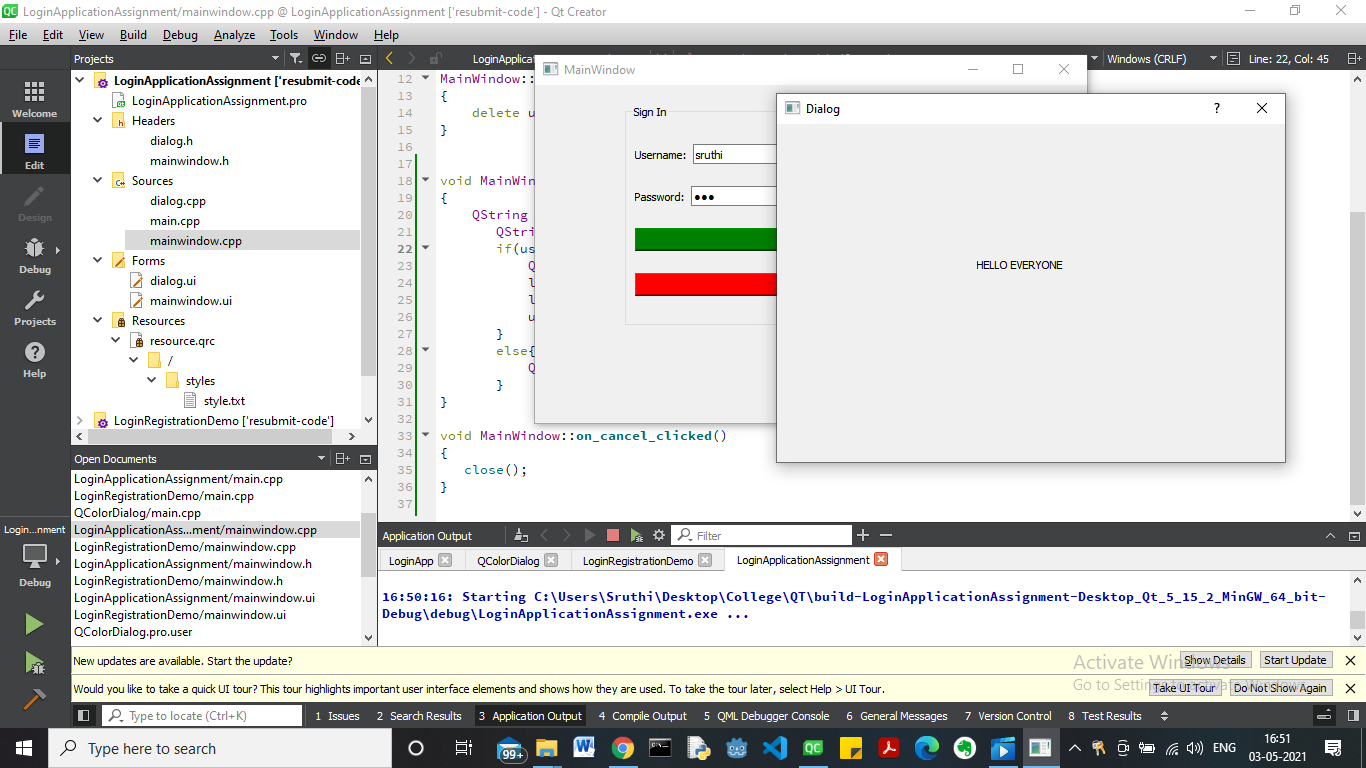 LoginApplicationAssignment/mainwindow.cpp @ LoginApplicationAssignment ['resubmit-code'] - Qt Creator
File Edit View Build Debug Analyze Tools Window Help
Projects
Windows (CRLF)
Line: 22, Col: 45
Welcome
Edit
Design
Debug
Projects
Help
LoginApplicationAssignment ['resubmit-code
LoginApplicationAssignment.pro
Headers
dialog.h
mainwindow.h
Sources
dialog.cpp
main.cpp
mainwindow.cpp
Forms
dialog.ui
mainwindow.ui
Resources
resource.qrc
/
styles
style.txt
LoginRegistrationDemo ['resubmit-code']
Open Documents
LoginApplicationAssignment/main.cpp
LoginRegistrationDemo/main.cpp
QColorDialog/main.cpp
LoginApplicationAss...ment/mainwindow.cpp
LoginRegistrationDemo/mainwindow.cpp
LoginApplicationAssignment/mainwindow.h
LoginRegistrationDemo/mainwindow.h
LoginApplicationAssignment/mainwindow.ui
LoginRegistrationDemo/mainwindow.ui
QColorDialog.pro.user
Login...nment
Debug
LoginApplica
12 MainWindow::
13 {
14 delete u
15 }
16
17
18 void MainWin
19 {
20 QString
21 QStri
22 if(us
23 Q
24 l
25 l
26 u
27 }
28 else{
29 Q
30 }
31 }
32
33 void MainWindow::on_cancel_clicked()
34 {
35 close();
36 }
37
MainWindow
Sign In
Username: sruthi
Password: ●●●
Dialog
?
HELLO EVERYONE
Application Output
Filter
LoginApp
QColorDialog
LoginRegistrationDemo
LoginApplicationAssignment
16:50:16: Starting C:\Users\Sruthi\Desktop\College\QT\build-LoginApplicationAssignment-Desktop_Qt_5_15_2_MinGW_64_bit-
Debug\debug\LoginApplicationAssignment.exe ...
New updates are available. Start the update?
Show Details
Start Update
Would you like to take a quick UI tour? This tour highlights important user interface elements and shows how they are used. To take the tour later, select Help > UI Tour.
Take UI Tour
Do Not Show Again
Activate Windows
Go to Settings to activate Windows.
Type to locate (Ctrl+K)
1 Issues 2 Search Results 3 Application Output 4 Compile Output 5 QML Debugger Console 6 General Messages 7 Version Control 8 Test Results
Type here to search
99+
QC
ENG
16:51
03-05-2021